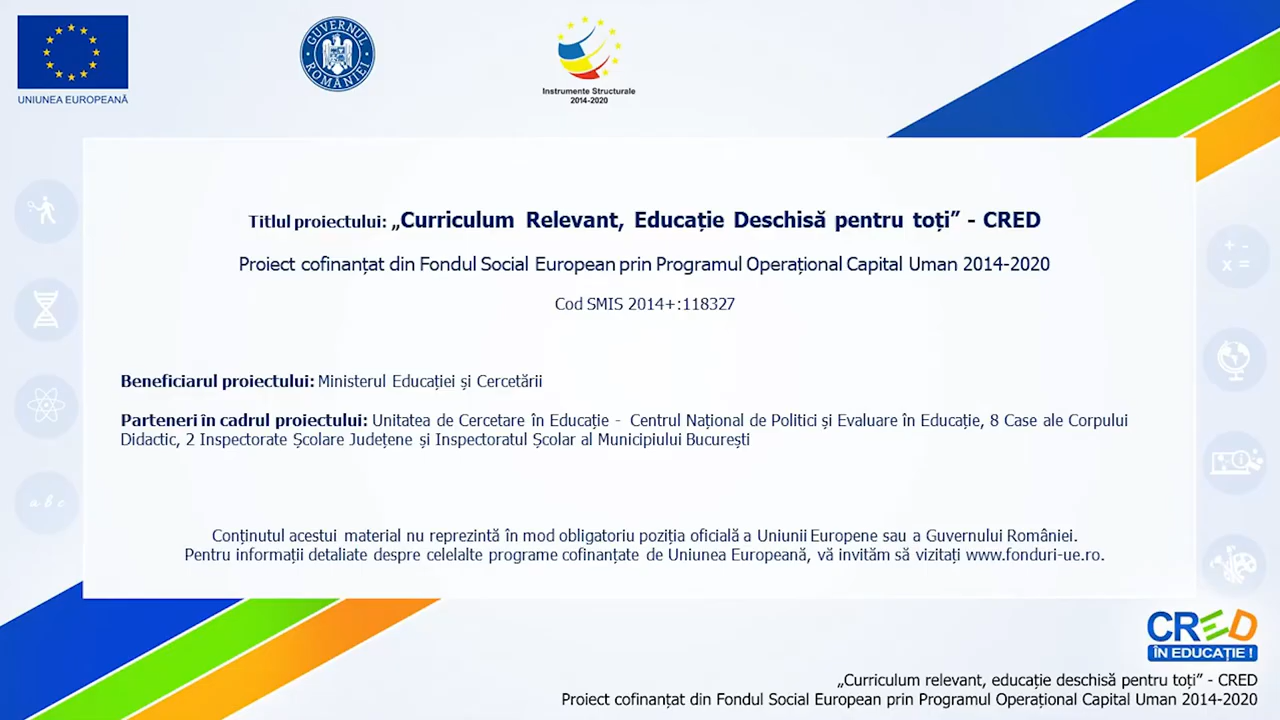 UNIUNEA EUROPEANĂ
GUVERNUL ROMÂNIEI
Instrumente Structurale
2014-2020
Titlul proiectului: „Curriculum Relevant, Educație Deschisă pentru toți” - CRED
Proiect cofinanțat din Fondul Social European prin Programul Operațional Capital Uman 2014-2020
Cod SMIS 2014+:118327
+ -
x =
Beneficiarul proiectului: Ministerul Educației și Cercetării
Parteneri în cadrul proiectului: Unitatea de Cercetare în Educație - Centrul Național de Politici și Evaluare în Educație, 8 Case ale Corpului
Didactic, 2 Inspectorate Școlare Județene și Inspectoratul Școlar al Municipiului București
a b c
Conținutul acestui material nu reprezintă în mod obligatoriu poziția oficială a Uniunii Europene sau a Guvernului României.
Pentru informații detaliate despre celelalte programe cofinanțate de Uniunea Europeană, vă invităm să vizitați www.fonduri-ue.ro.
CRED
ÎN EDUCAȚIE !
„Curriculum relevant, educație deschisă pentru toți” - CRED
Proiect cofinanțat din Fondul Social European prin Programul Operațional Capital Uman 2014-2020